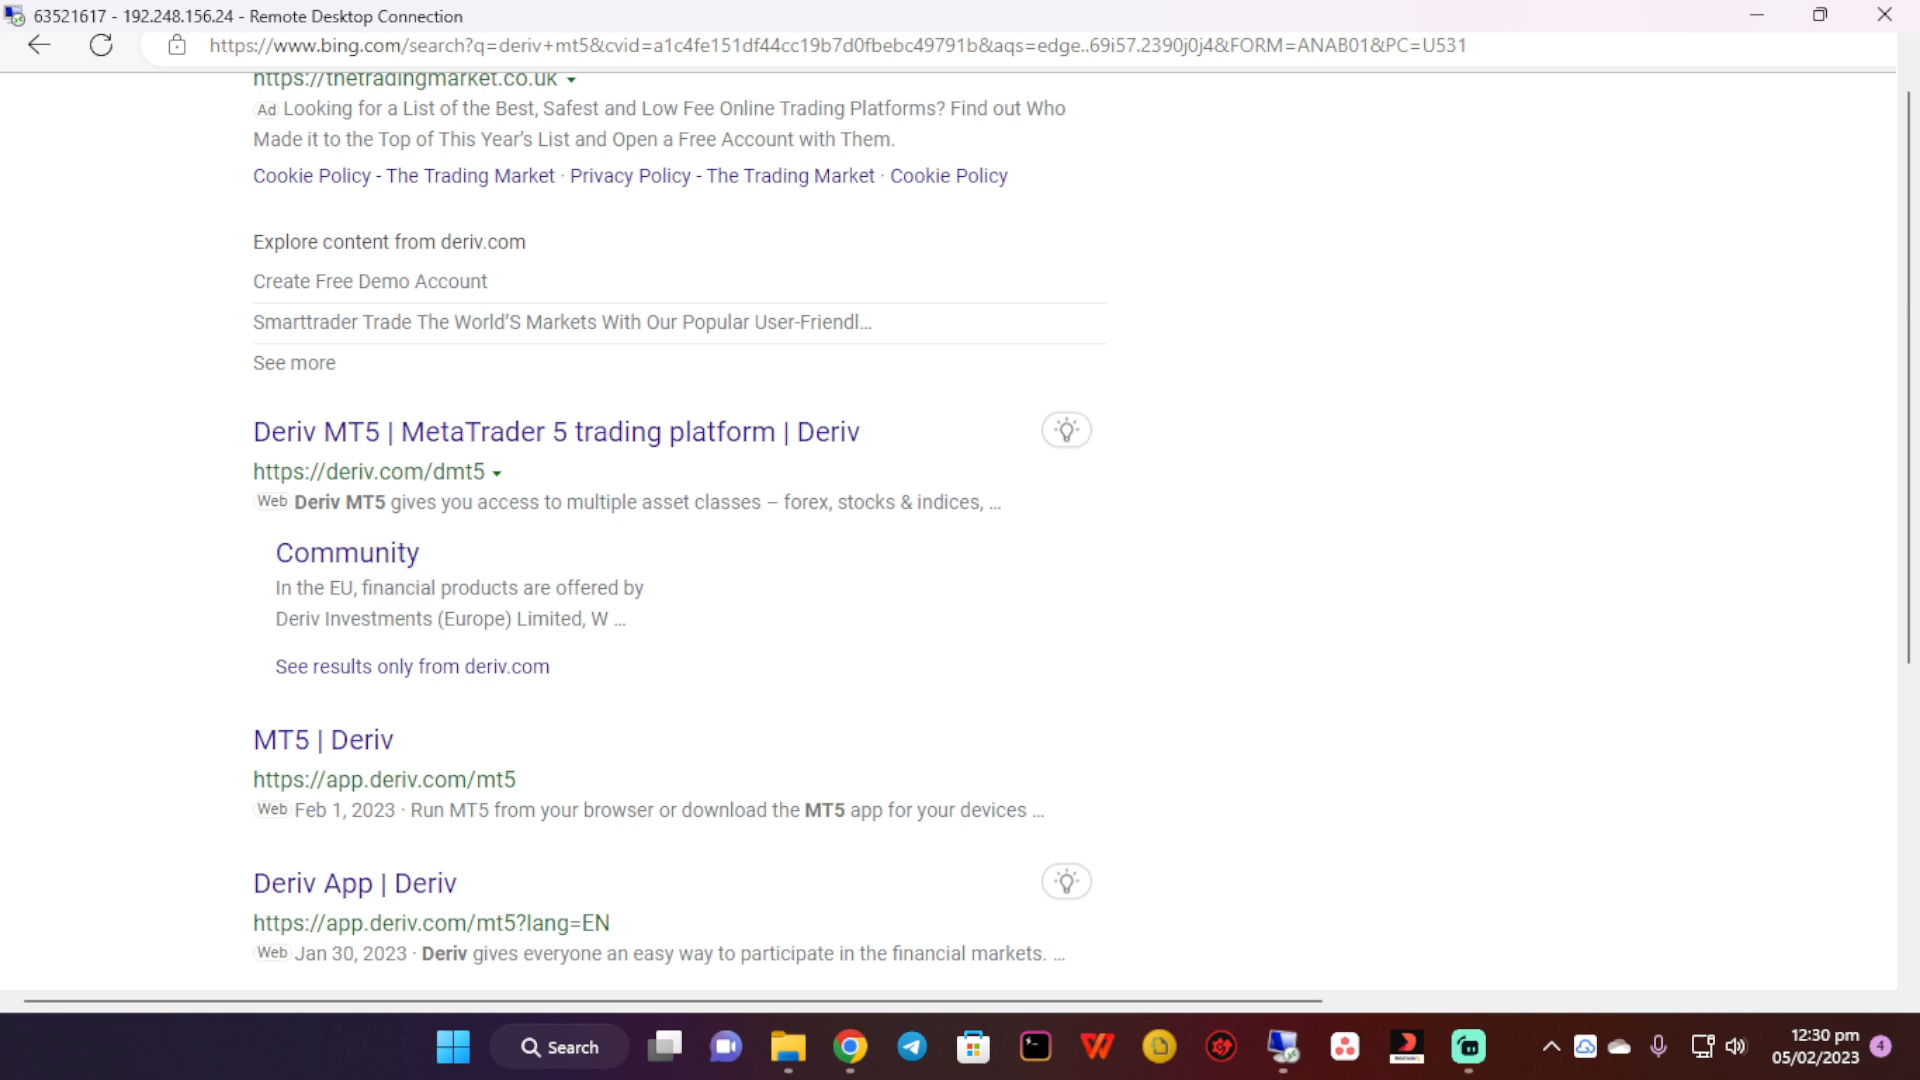 63521617 - 192.248.156.24 - Remote Desktop Connection
https://www.bing.com/search?q=deriv+mt5&cvid=a1c4fe151df44cc19b7d0fbebc49791b&aqs=edge..69i57.2390j0j4&FORM=ANAB01&PC=U531
https://thetradingmarket.co.uk
Ad Looking for a List of the Best, Safest and Low Fee Online Trading Platforms? Find out Who
Made it to the Top of This Year's List and Open a Free Account with Them.
Cookie Policy - The Trading Market · Privacy Policy - The Trading Market · Cookie Policy
Explore content from deriv.com
Create Free Demo Account
Smarttrader Trade The World'S Markets With Our Popular User-Friendl...
See more
Deriv MT5 | MetaTrader 5 trading platform | Deriv
https://deriv.com/dmt5
Web Deriv MT5 gives you access to multiple asset classes – forex, stocks & indices, ...
Community
In the EU, financial products are offered by
Deriv Investments (Europe) Limited, W ...
See results only from deriv.com
MT5 | Deriv
https://app.deriv.com/mt5
Web Feb 1, 2023 · Run MT5 from your browser or download the MT5 app for your devices ...
Deriv App | Deriv
https://app.deriv.com/mt5?lang=EN
Web Jan 30, 2023 · Deriv gives everyone an easy way to participate in the financial markets. ...
Search
12:30 pm
05/02/2023
4